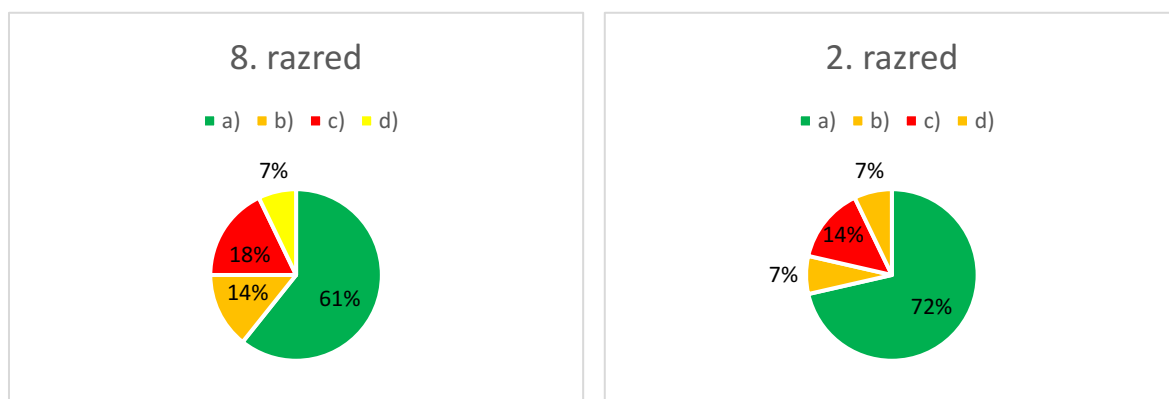 8. razred
a) b) c) d)
7%
18%
14%
61%
2. razred
a) b) c) d)
7%
14%
7%
72%